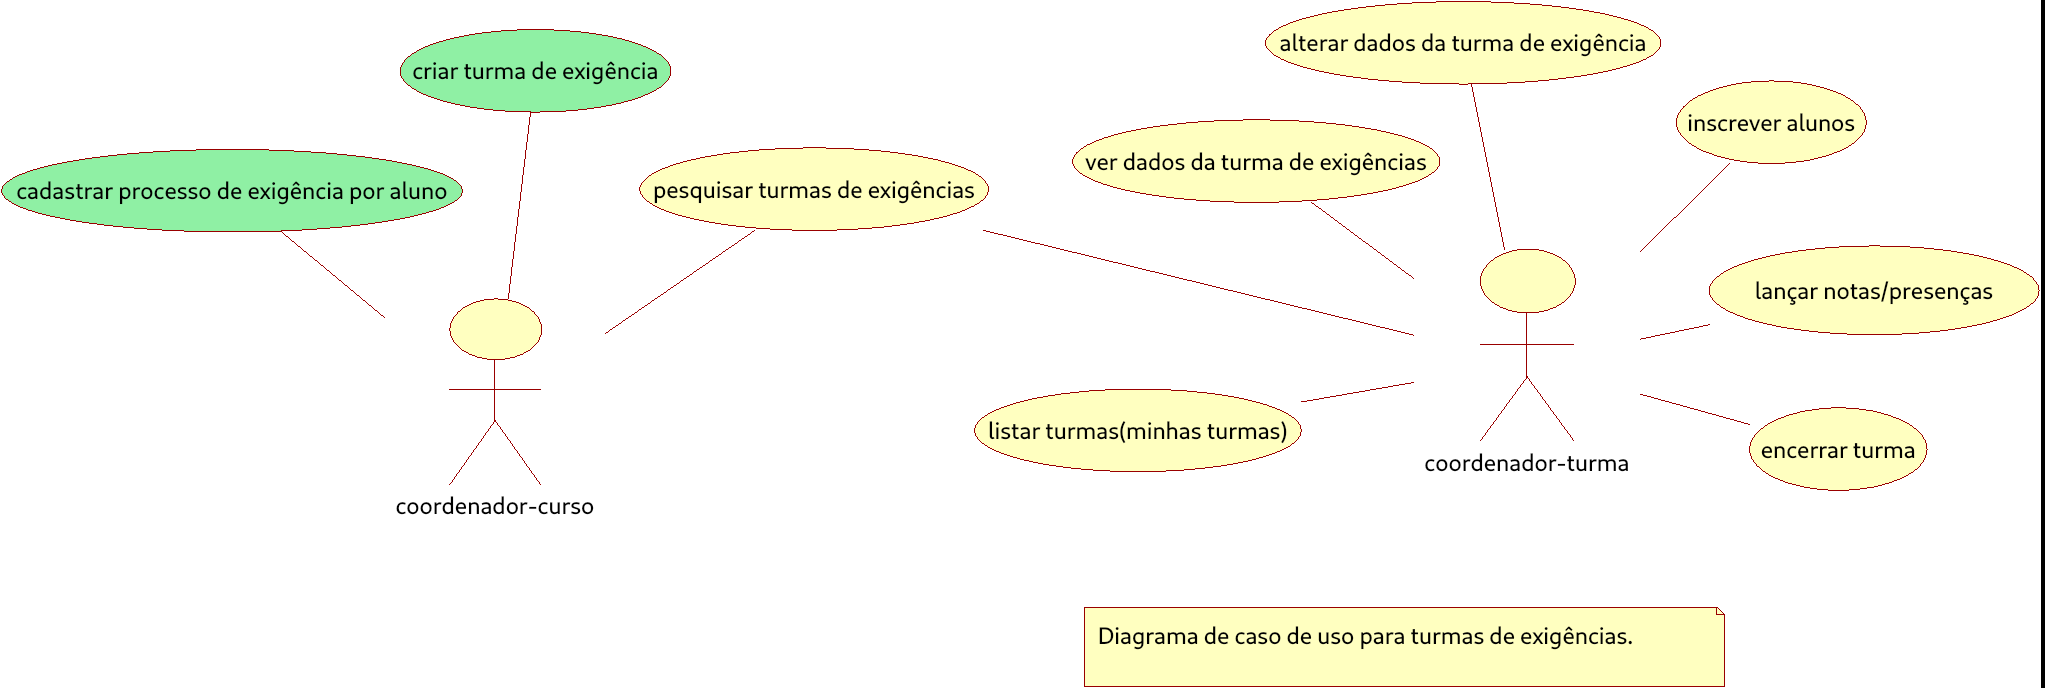 alterar dados da turma de exigência
criar turma de exigência
inscrever alunos
ver dados da turma de exigências
cadastrar processo de exigência por aluno
pesquisar turmas de exigências
lançar notas/presenças
listar turmas(minhas turmas)
encerrar turma
coordenador-turma
coordenador-curso
Diagrama de caso de uso para turmas de exigências.